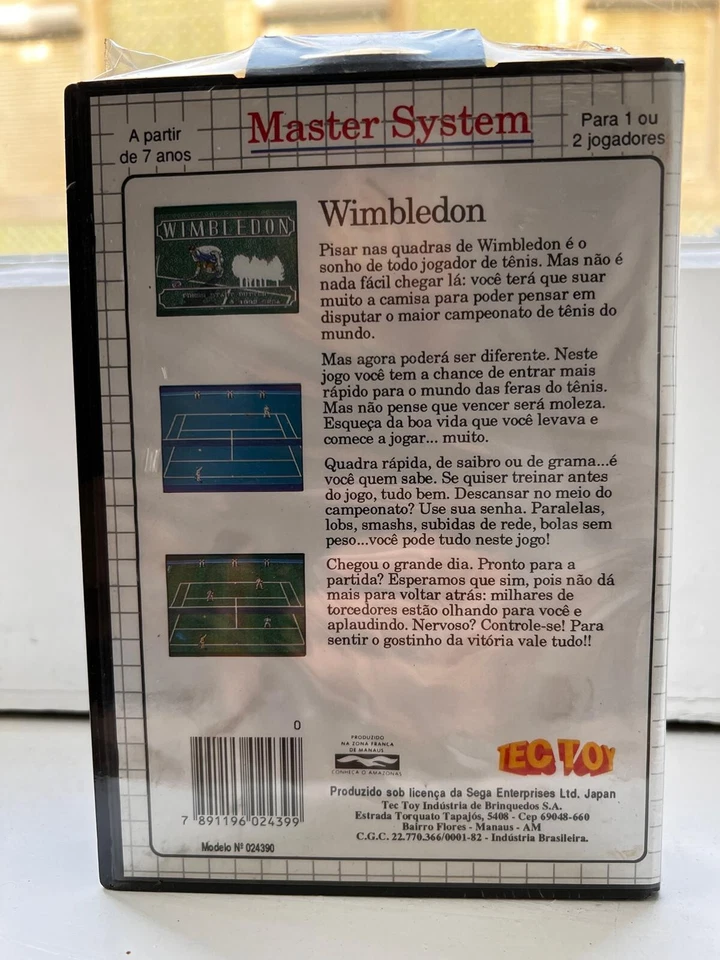 A partir
de 7 anos
Master System
Para 1 ou
2 jogadores
WIMBLEDON
Wimbledon
Pisar nas quadras de Wimbledon é o
sonho de todo jogador de tênis. Mas não é
nada fácil chegar lá: você terá que suar
muito a camisa para poder pensar em
disputar o maior campeonato de tênis do
mundo.
Mas agora poderá ser diferente. Neste
jogo você tem a chance de entrar mais
rápido para o mundo das feras do tênis.
Mas não pense que vencer será moleza.
Esqueça da boa vida que você levava e
comece a jogar... muito.
Quadra rápida, de saibro ou de grama...é
você quem sabe. Se quiser treinar antes
do jogo, tudo bem. Descansar no meio do
campeonato? Use sua senha. Paralelas,
lobs, smashs, subidas de rede, bolas sem
peso...você pode tudo neste jogo!
Chegou o grande dia. Pronto para a
partida? Esperamos que sim, pois não dá
mais para voltar atrás: milhares de
torcedores estão olhando para você e
aplaudindo. Nervoso? Controle-se! Para
sentir o gostinho da vitória vale tudo!!
0
7 891196 024399
Modelo Nº 024390
PRODUZIDO
NA ZONA FRANCA
DE MANAUS
CONHEÇA O AMAZONAS
TEC TOY
Produzido sob licença da Sega Enterprises Ltd. Japan
Tec Toy Indústria de Brinquedos S.A.
Estrada Torquato Tapajós, 5408 - Cep 69048-660
Bairro Flores - Manaus - AM
C.G.C. 22.770.366/0001-82 - Indústria Brasileira.